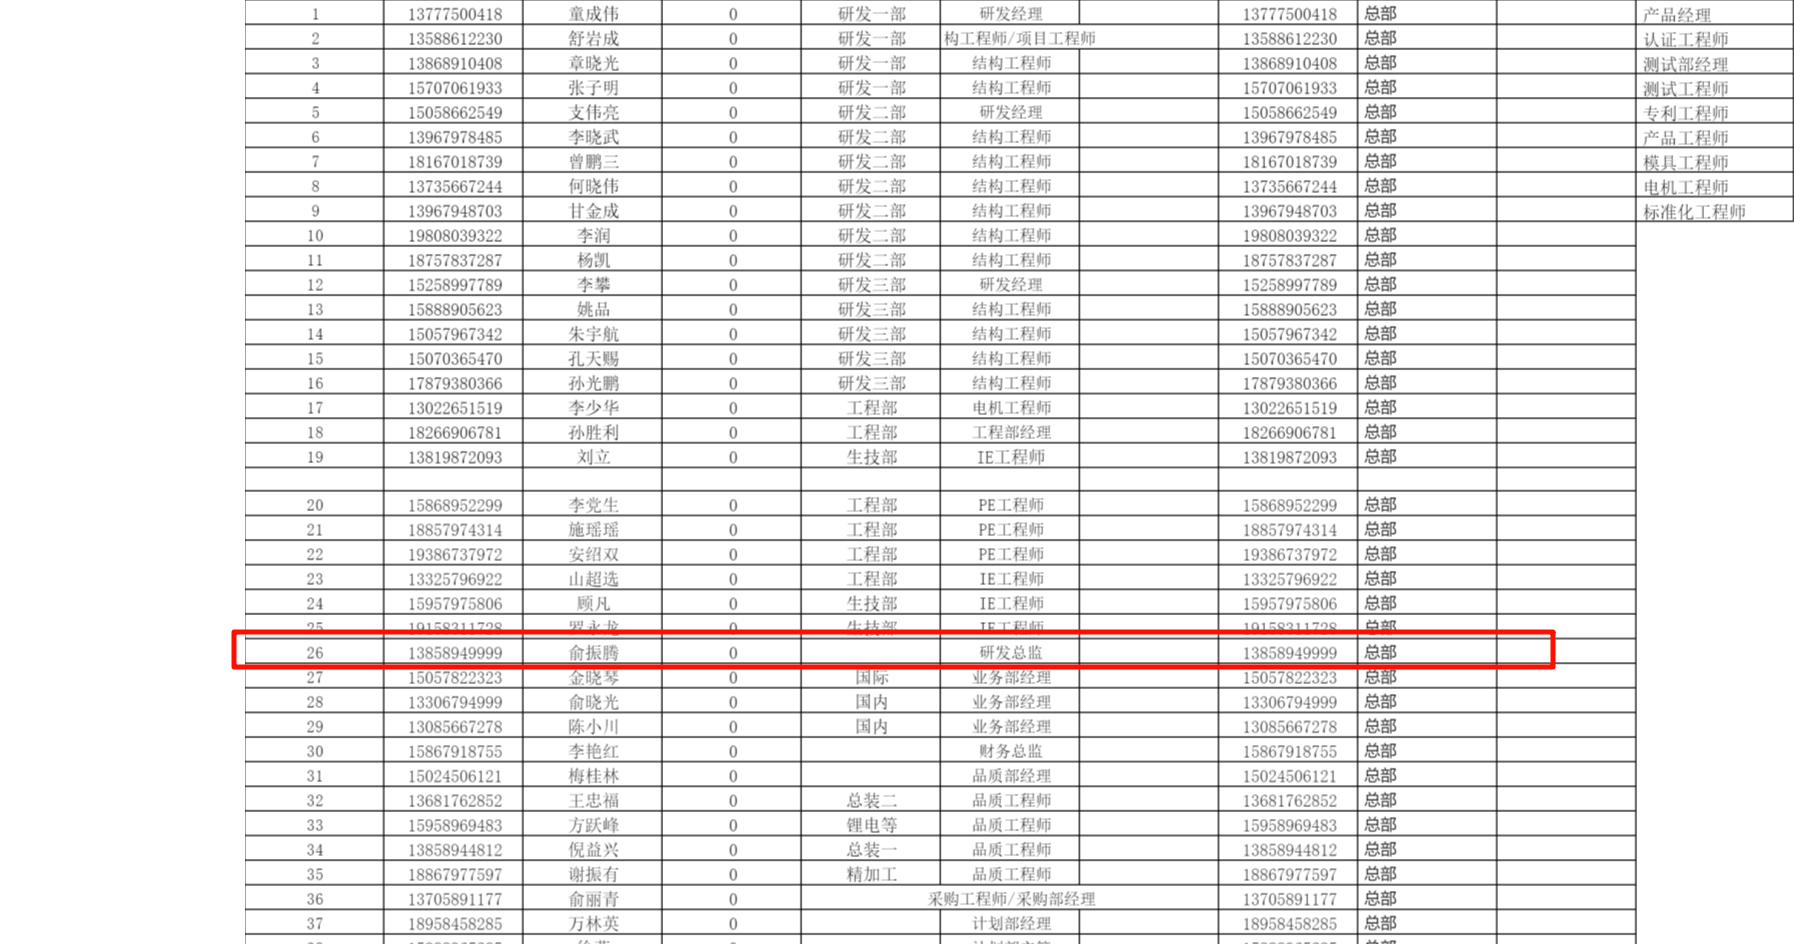 1 13777500418 童成伟 0 研发一部 研发经理 13777500418 总部 产品经理
2 13588612230 舒岩成 0 研发一部 构工程师/项目工程师 13588612230 总部 认证工程师
3 13868910408 章晓光 0 研发一部 结构工程师 13868910408 总部 测试部经理
4 15707061933 张子明 0 研发一部 结构工程师 15707061933 总部 测试工程师
5 15058662549 支伟亮 0 研发二部 研发经理 15058662549 总部 专利工程师
6 13967978485 李晓武 0 研发二部 结构工程师 13967978485 总部 产品工程师
7 18167018739 曾鹏三 0 研发二部 结构工程师 18167018739 总部 模具工程师
8 13735667244 何晓伟 0 研发二部 结构工程师 13735667244 总部 电机工程师
9 13967948703 甘金成 0 研发二部 结构工程师 13967948703 总部 标准化工程师
10 19808039322 李润 0 研发二部 结构工程师 19808039322 总部
11 18757837287 杨凯 0 研发二部 结构工程师 18757837287 总部
12 15258997789 李攀 0 研发三部 研发经理 15258997789 总部
13 15888905623 姚品 0 研发三部 结构工程师 15888905623 总部
14 15057967342 朱宇航 0 研发三部 结构工程师 15057967342 总部
15 15070365470 孔天赐 0 研发三部 结构工程师 15070365470 总部
16 17879380366 孙光鹏 0 研发三部 结构工程师 17879380366 总部
17 13022651519 李少华 0 工程部 电机工程师 13022651519 总部
18 18266906781 孙胜利 0 工程部 工程部经理 18266906781 总部
19 13819872093 刘立 0 生技部 IE工程师 13819872093 总部
20 15868952299 李党生 0 工程部 PE工程师 15868952299 总部
21 18857974314 施瑶瑶 0 工程部 PE工程师 18857974314 总部
22 19386737972 安绍双 0 工程部 PE工程师 19386737972 总部
23 13325796922 山超选 0 工程部 IE工程师 13325796922 总部
24 15957975806 顾凡 0 生技部 IE工程师 15957975806 总部
25 19158311728 罗永龙 0 生技部 IE工程师 19158311728 总部
26 13858949999 俞振腾 0 研发总监 13858949999 总部
27 15057822323 金晓琴 0 国际 业务部经理 15057822323 总部
28 13306794999 俞晓光 0 国内 业务部经理 13306794999 总部
29 13085667278 陈小川 0 国内 业务部经理 13085667278 总部
30 15867918755 李艳红 0 财务总监 15867918755 总部
31 15024506121 梅桂林 0 品质部经理 15024506121 总部
32 13681762852 王忠福 0 总装二 品质工程师 13681762852 总部
33 15958969483 方跃峰 0 锂电等 品质工程师 15958969483 总部
34 13858944812 倪益兴 0 总装一 品质工程师 13858944812 总部
35 18867977597 谢振有 0 精加工 品质工程师 18867977597 总部
36 13705891177 俞丽青 0 采购工程师/采购部经理 13705891177 总部
37 18958458285 万林英 0 计划部经理 18958458285 总部
总部